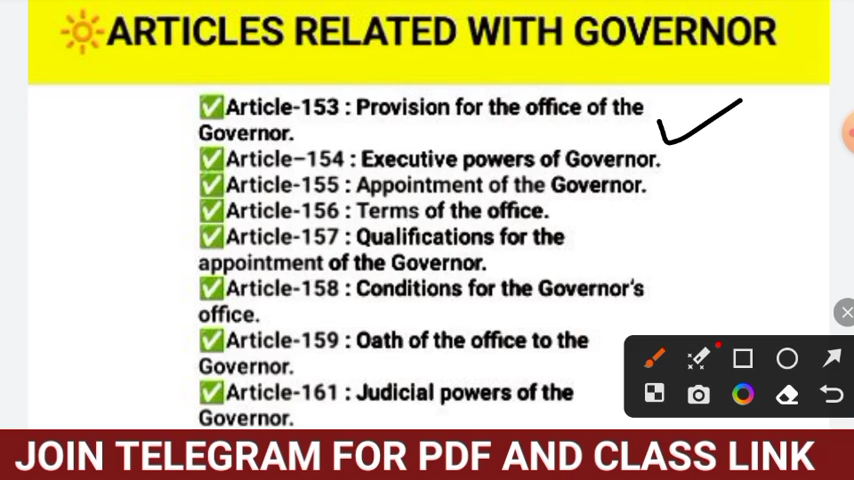 🔆ARTICLES RELATED WITH GOVERNOR
✅Article-153 : Provision for the office of the
Governor.
✅Article–154 : Executive powers of Governor.
✅Article-155 : Appointment of the Governor.
✅Article-156 : Terms of the office.
✅Article-157 : Qualifications for the
appointment of the Governor.
✅Article-158 : Conditions for the Governor's
office.
✅Article-159 : Oath of the office to the
Governor.
✅Article-161 : Judicial powers of the
Governor.
JOIN TELEGRAM FOR PDF AND CLASS LINK